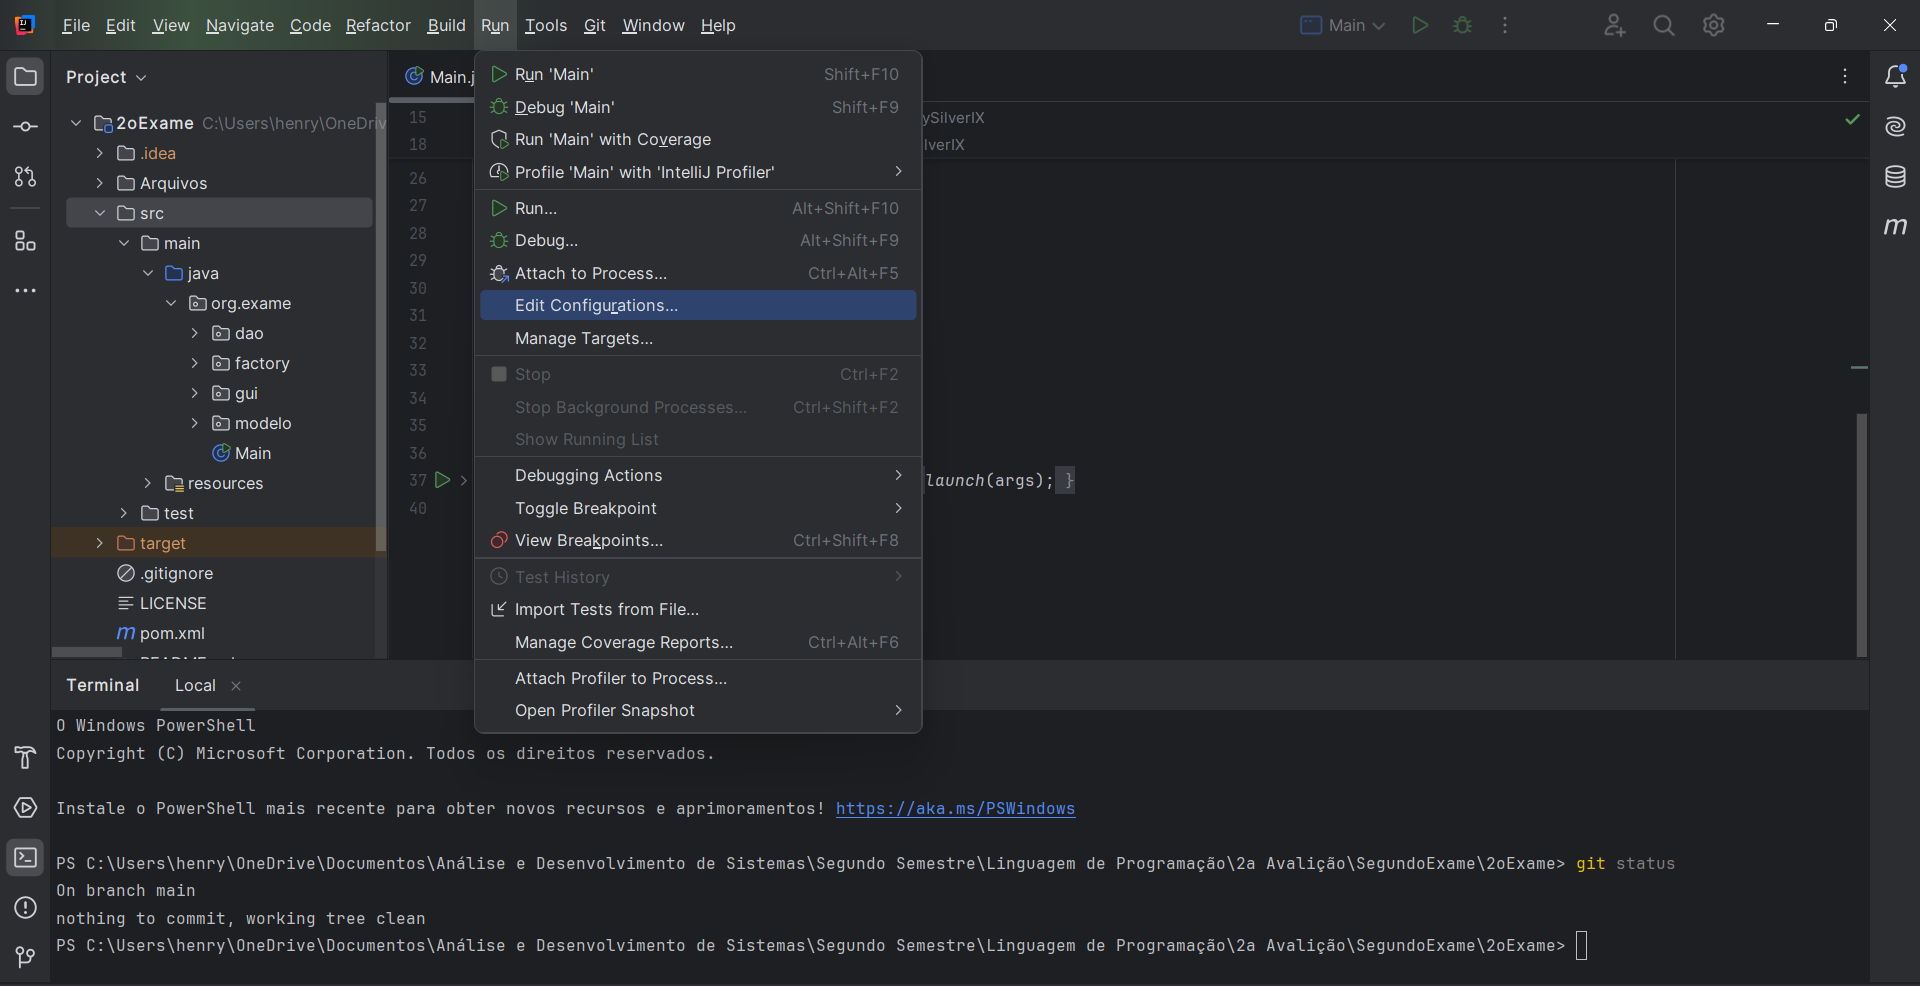 File Edit View Navigate Code Refactor Build Run Tools Git Window Help Main
Project
Main.j
2oExame C:\Users\henry\OneDriv
.idea
Arquivos
src
main
java
org.exame
dao
factory
gui
modelo
Main
resources
test
target
.gitignore
LICENSE
m pom.xml
Run 'Main' Shift+F10
Debug 'Main' Shift+F9
Run 'Main' with Coverage
Profile 'Main' with 'IntelliJ Profiler'
Run... Alt+Shift+F10
Debug... Alt+Shift+F9
Attach to Process... Ctrl+Alt+F5
Edit Configurations...
Manage Targets...
Stop Ctrl+F2
Stop Background Processes... Ctrl+Shift+F2
Show Running List
Debugging Actions
Toggle Breakpoint
View Breakpoints... Ctrl+Shift+F8
Test History
Import Tests from File...
Manage Coverage Reports... Ctrl+Alt+F6
Attach Profiler to Process...
Open Profiler Snapshot
15 ySilverIX
18 lverIX
26
27
28
29
30
31
32
33
34
35
36
37 launch(args); }
40
m
Terminal Local
O Windows PowerShell
Copyright (C) Microsoft Corporation. Todos os direitos reservados.
Instale o PowerShell mais recente para obter novos recursos e aprimoramentos! https://aka.ms/PSWindows
PS C:\Users\henry\OneDrive\Documentos\Análise e Desenvolvimento de Sistemas\Segundo Semestre\Linguagem de Programação\2a Avalição\SegundoExame\2oExame> git status
On branch main
nothing to commit, working tree clean
PS C:\Users\henry\OneDrive\Documentos\Análise e Desenvolvimento de Sistemas\Segundo Semestre\Linguagem de Programação\2a Avalição\SegundoExame\2oExame>